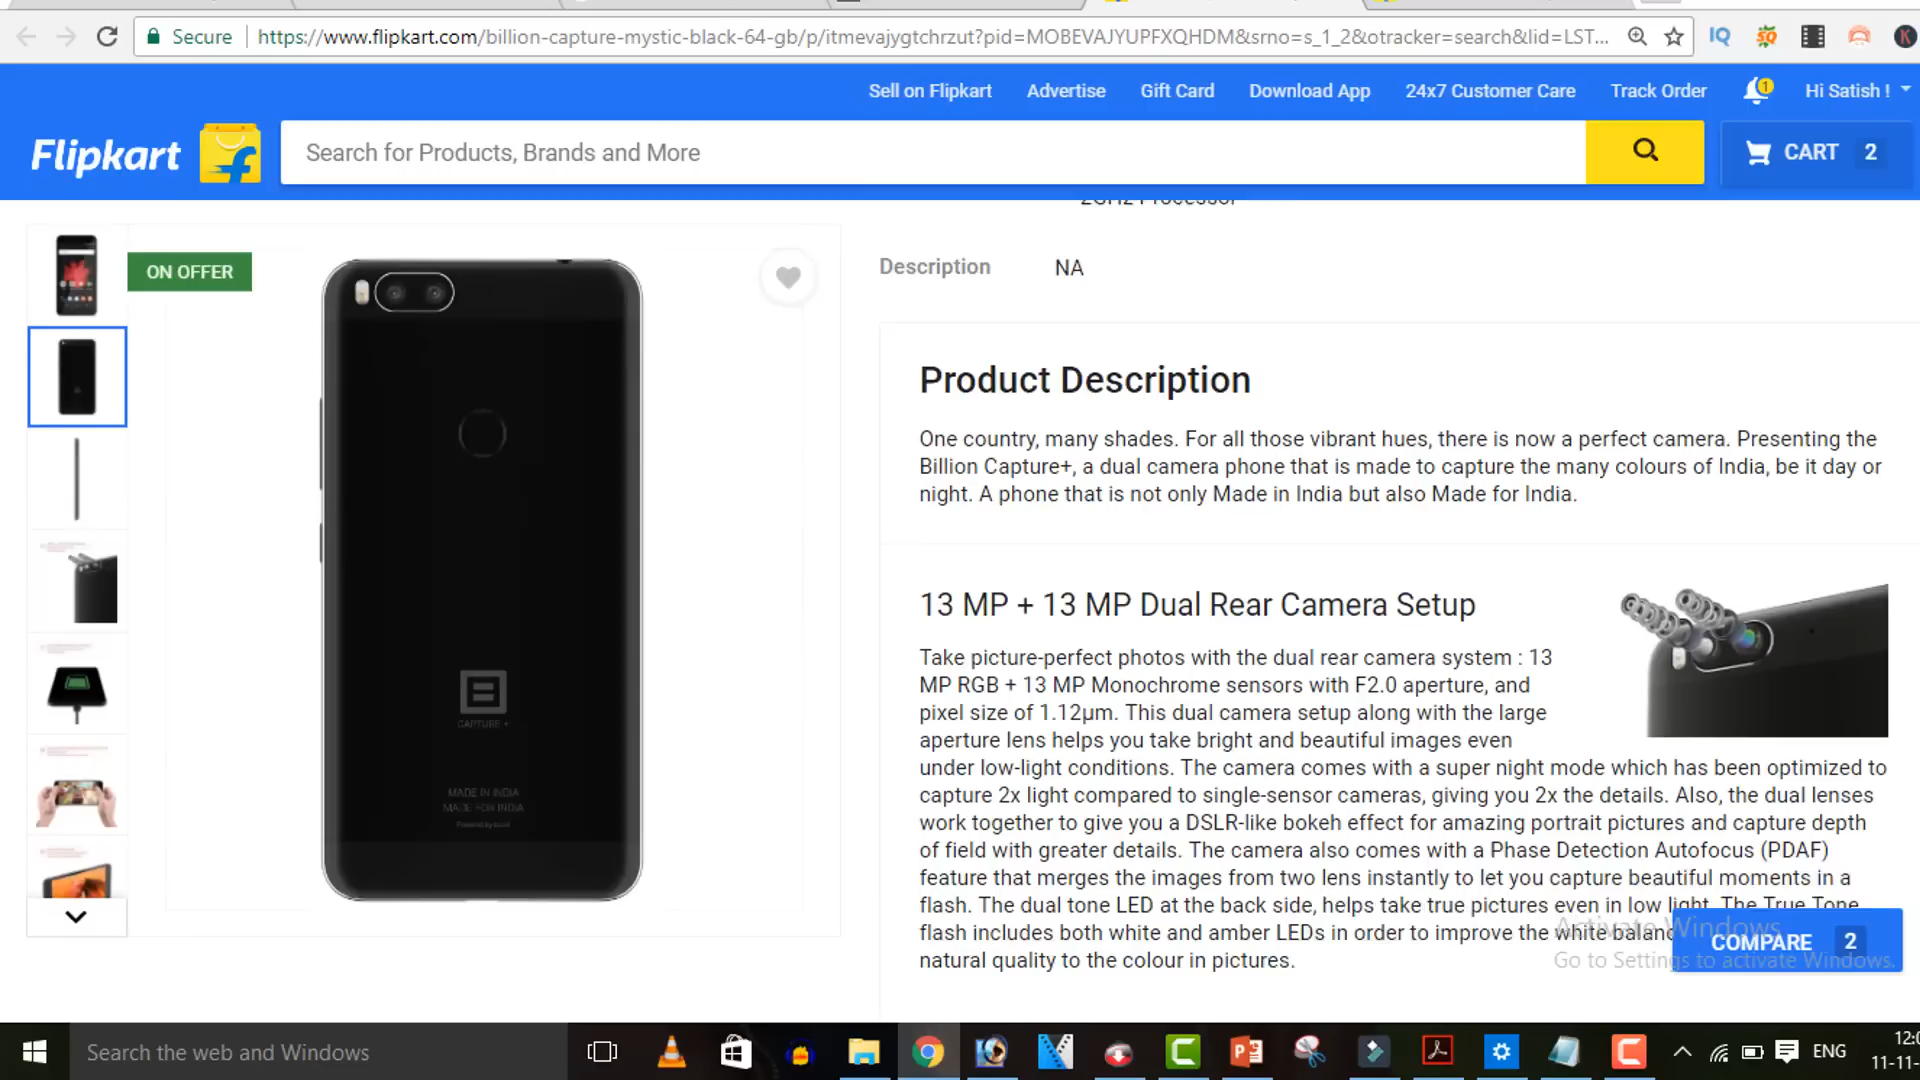 Secure
https://www.flipkart.com/billion-capture-mystic-black-64-gb/p/itmevajygtchrzut?pid=MOBEVAJYUPFXQHDM&srno=s_1_2&otracker=search&lid=LST...
Sell on Flipkart
Advertise
Gift Card
Download App
24x7 Customer Care
Track Order
1
Hi Satish !
Flipkart
Search for Products, Brands and More
CART 2
2GHz Processor
ON OFFER
Description NA
Product Description
One country, many shades. For all those vibrant hues, there is now a perfect camera. Presenting the
Billion Capture+, a dual camera phone that is made to capture the many colours of India, be it day or
night. A phone that is not only Made in India but also Made for India.
13 MP + 13 MP Dual Rear Camera Setup
Take picture-perfect photos with the dual rear camera system : 13
MP RGB + 13 MP Monochrome sensors with F2.0 aperture, and
pixel size of 1.12µm. This dual camera setup along with the large
aperture lens helps you take bright and beautiful images even
under low-light conditions. The camera comes with a super night mode which has been optimized to
capture 2x light compared to single-sensor cameras, giving you 2x the details. Also, the dual lenses
work together to give you a DSLR-like bokeh effect for amazing portrait pictures and capture depth
of field with greater details. The camera also comes with a Phase Detection Autofocus (PDAF)
feature that merges the images from two lens instantly to let you capture beautiful moments in a
flash. The dual tone LED at the back side, helps take true pictures even in low light. The True Tone
flash includes both white and amber LEDs in order to improve the white balanc
natural quality to the colour in pictures.
CAPTURE +
MADE IN INDIA
MADE FOR INDIA
COMPARE 2
Activate Windows
Go to Settings to activate Windows.
Search the web and Windows
ENG
12:0
11-11-